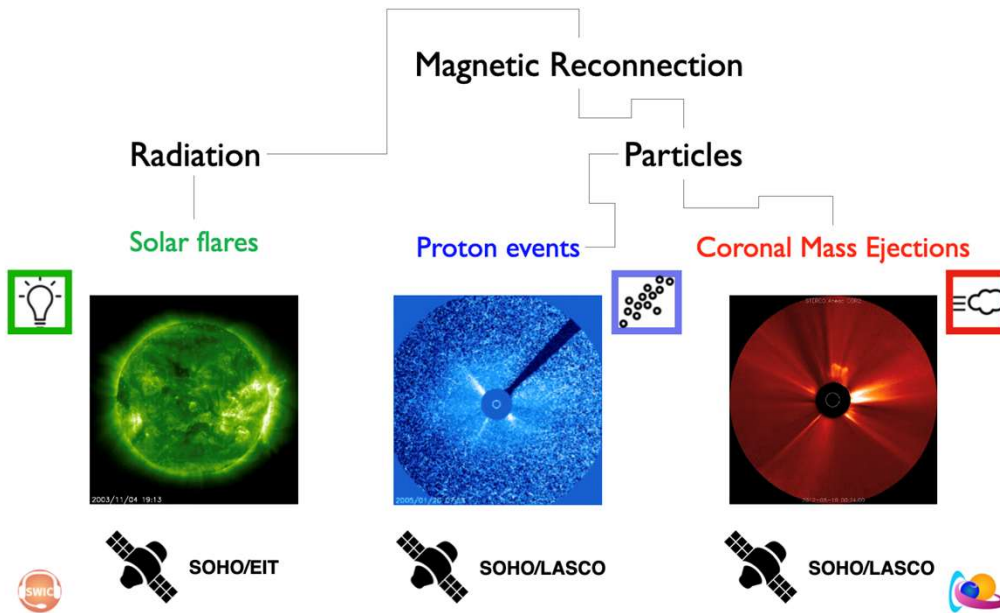 Magnetic Reconnection
Radiation
Particles
Solar flares
Proton events
Coronal Mass Ejections
2003/11/04 19:13
SOHO/EIT
SOHO/LASCO
SOHO/LASCO
SWIC